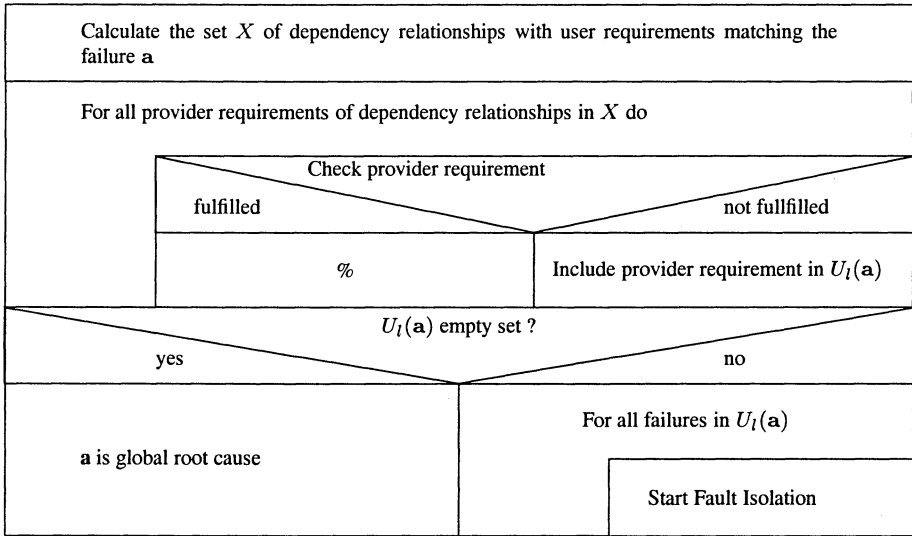 Calculate the set X of dependency relationships with user requirements matching the
failure a
For all provider requirements of dependency relationships in X do
Check provider requirement
fulfilled
not fullfilled
%
Include provider requirement in U_l(a)
U_l(a) empty set ?
yes
no
For all failures in U_l(a)
a is global root cause
Start Fault Isolation